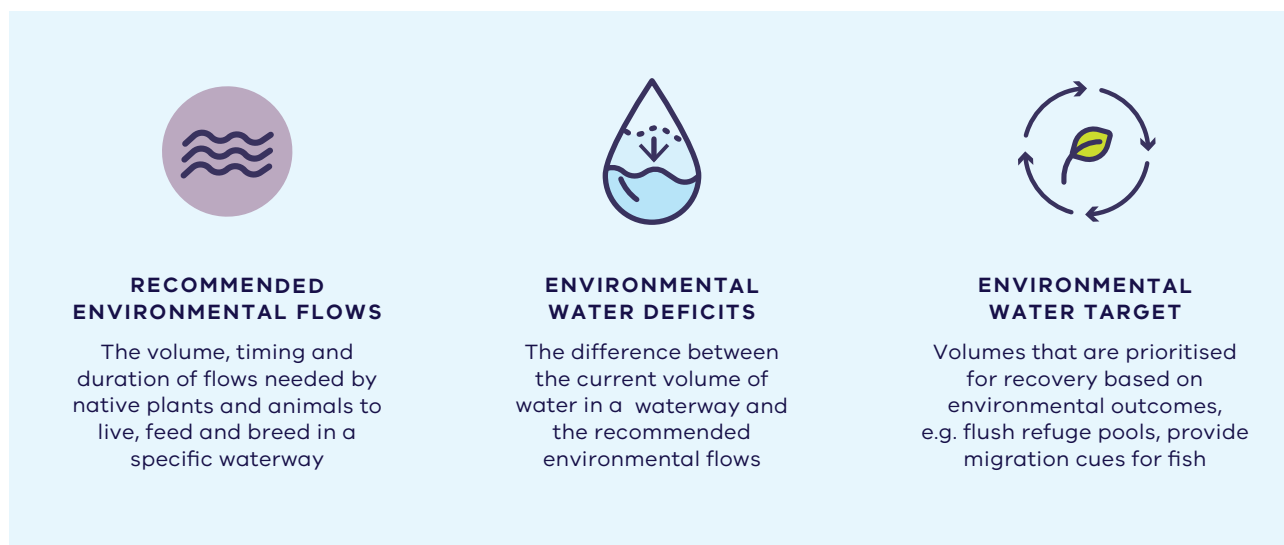 RECOMMENDED
ENVIRONMENTAL FLOWS
The volume, timing and
duration of flows needed by
native plants and animals to
live, feed and breed in a
specific waterway
ENVIRONMENTAL
WATER DEFICITS
The difference between
the current volume of
water in a waterway and
the recommended
environmental flows
ENVIRONMENTAL
WATER TARGET
Volumes that are prioritised
for recovery based on
environmental outcomes,
e.g. flush refuge pools, provide
migration cues for fish